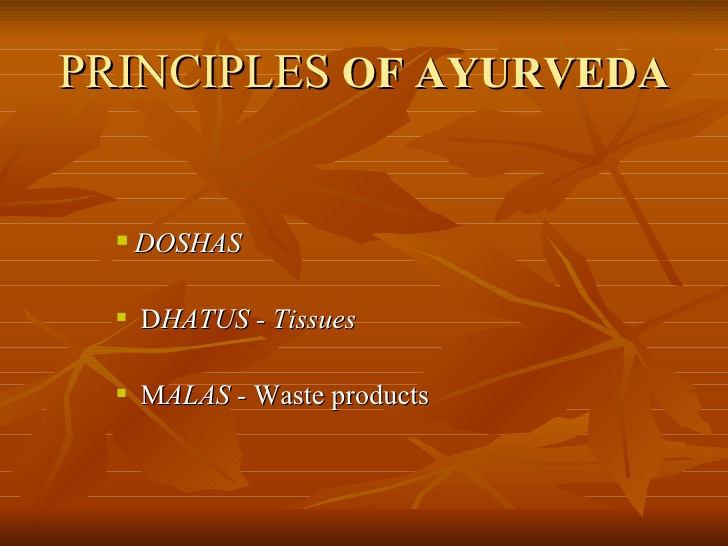 PRINCIPLES OF AYURVEDA
DOSHAS
DHATUS - Tissues
MALAS - Waste products